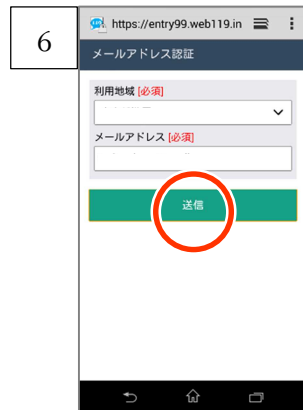 6
https://entry99.web119.in
メールアドレス認証
利用地域 [必須]
メールアドレス [必須]
送信